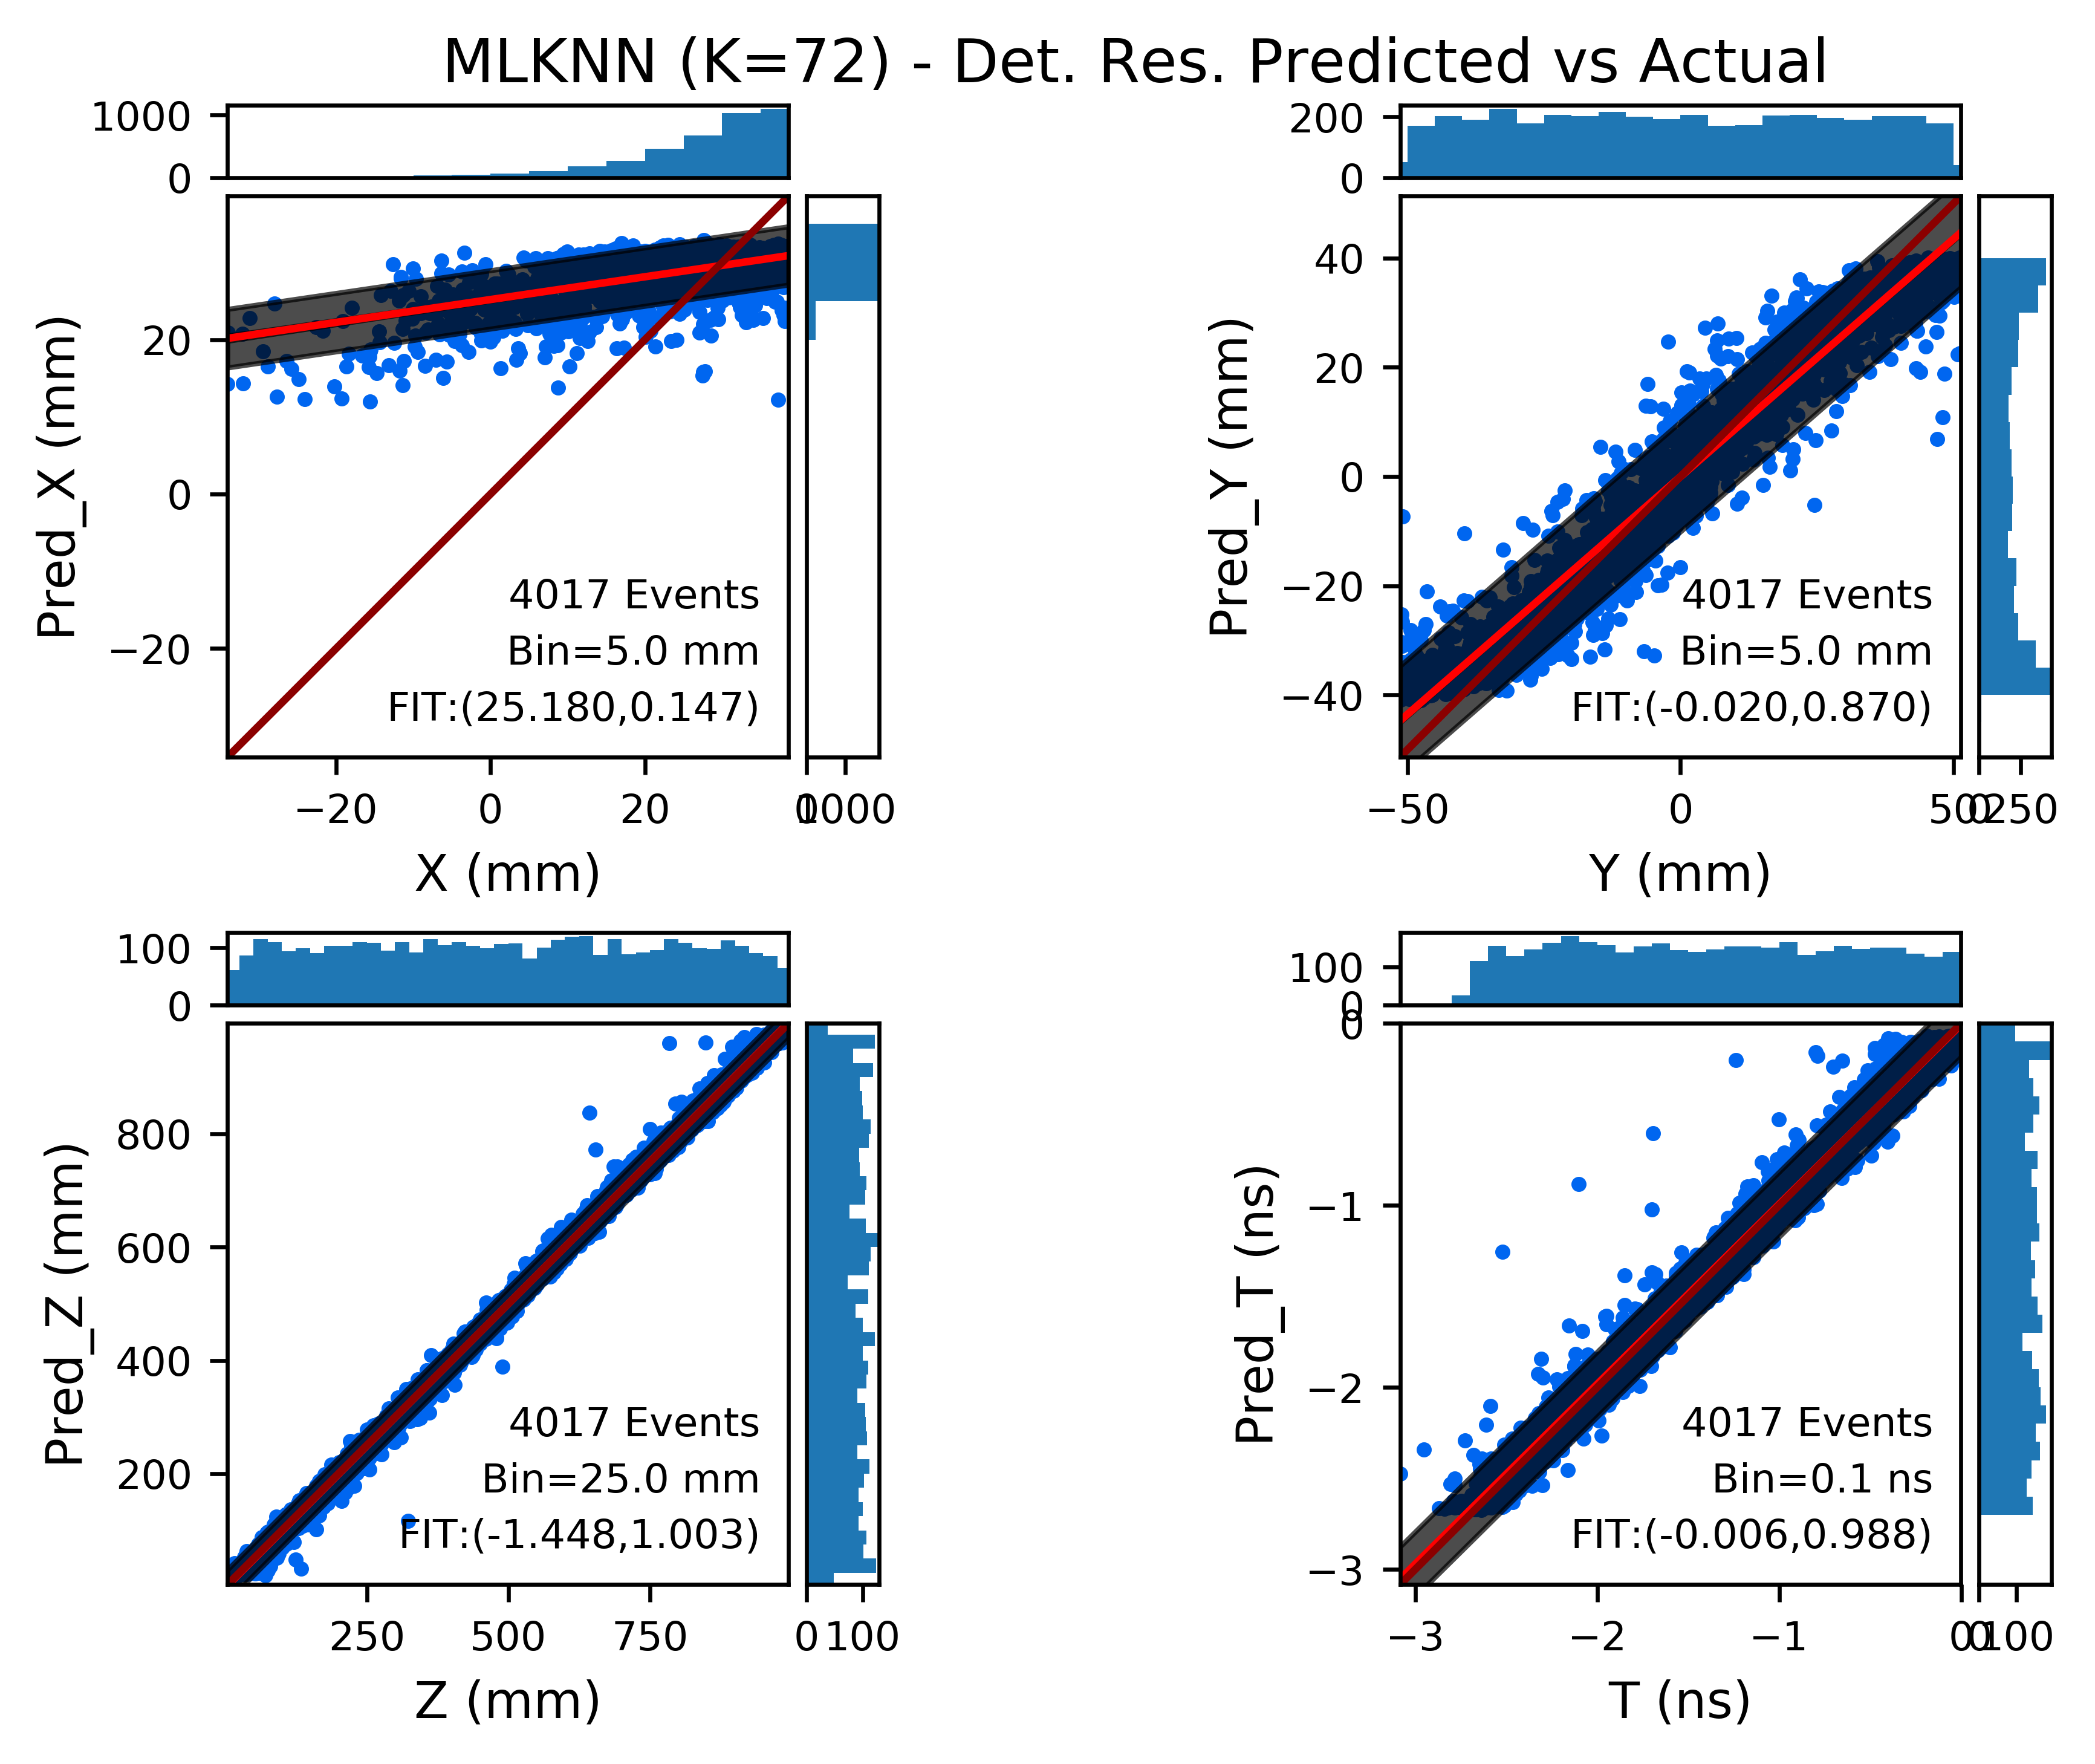 MLKNN (K=72) - Det. Res. Predicted vs Actual
1000
0
Pred_X (mm)
20
0
−20
4017 Events
Bin=5.0 mm
FIT:(25.180,0.147)
−20 0 20
0 1000
X (mm)
200
0
Pred_Y (mm)
40
20
0
−20
−40
4017 Events
Bin=5.0 mm
FIT:(-0.020,0.870)
−50 0 50
0 250
Y (mm)
100
0
Pred_Z (mm)
800
600
400
200
4017 Events
Bin=25.0 mm
FIT:(-1.448,1.003)
250 500 750
0 100
Z (mm)
100
0
Pred_T (ns)
0
−1
−2
−3
4017 Events
Bin=0.1 ns
FIT:(-0.006,0.988)
−3 −2 −1 0
0 100
T (ns)